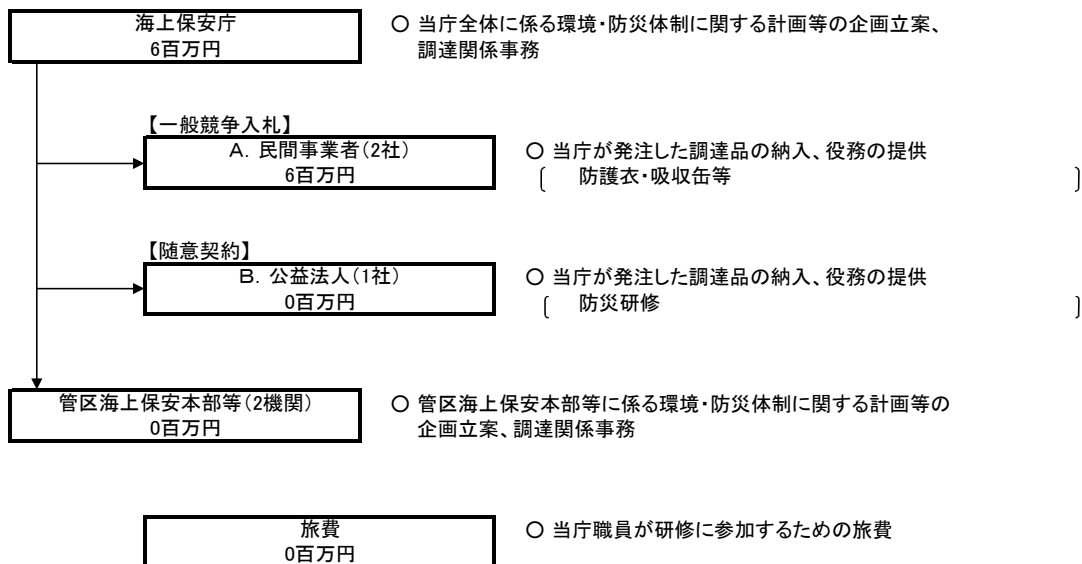 海上保安庁
6百万円
○ 当庁全体に係る環境・防災体制に関する計画等の企画立案、
調達関係事務
【一般競争入札】
A．民間事業者（2社）
6百万円
○ 当庁が発注した調達品の納入、役務の提供
〔 防護衣・吸収缶等 〕
【随意契約】
B．公益法人（1社）
0百万円
○ 当庁が発注した調達品の納入、役務の提供
〔 防災研修 〕
管区海上保安本部等（2機関）
0百万円
○ 管区海上保安本部等に係る環境・防災体制に関する計画等の
企画立案、調達関係事務
旅費
0百万円
○ 当庁職員が研修に参加するための旅費